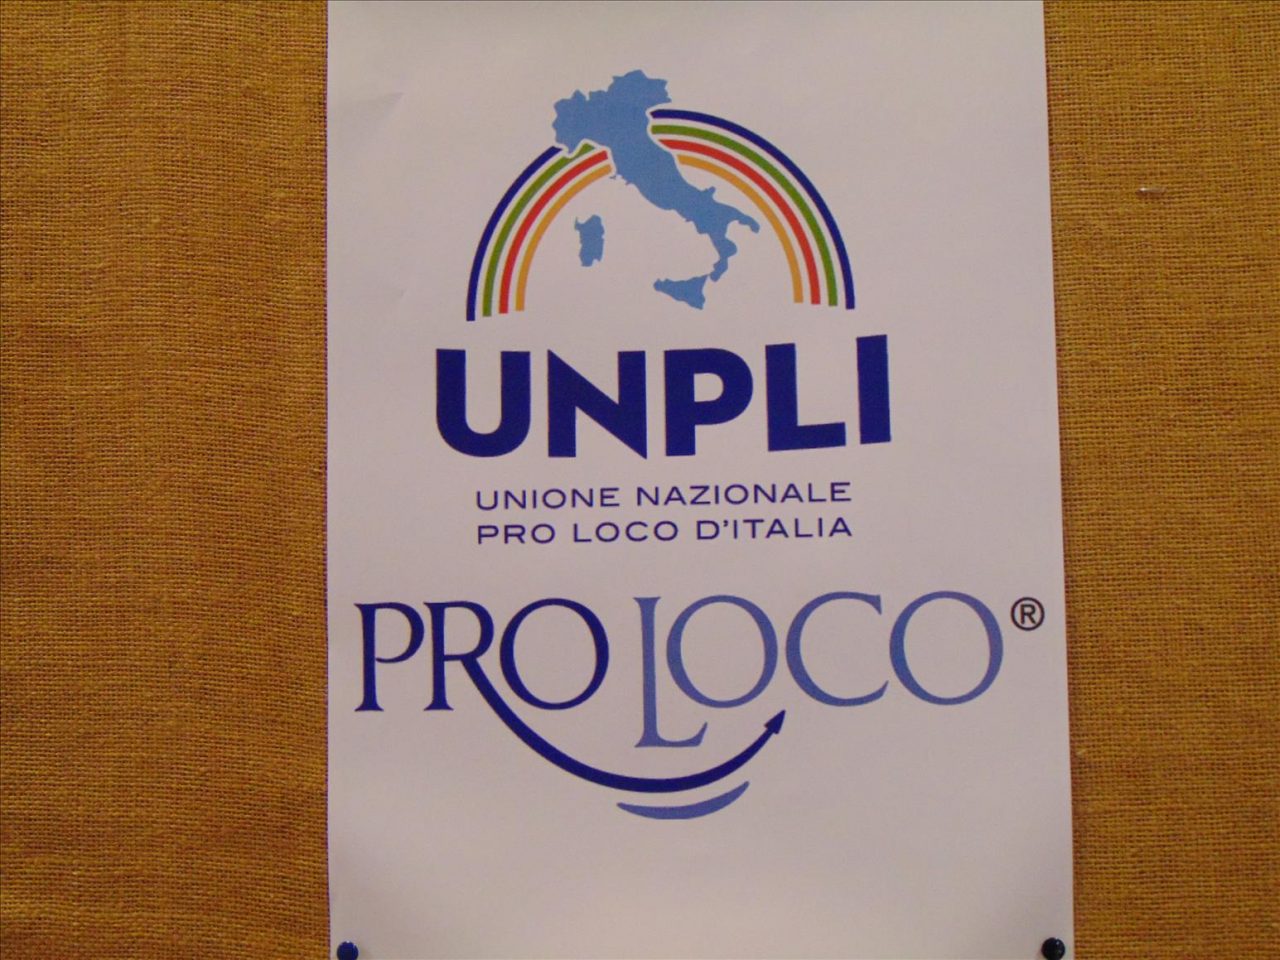 UNPLI
UNIONE NAZIONALE
PRO LOCO D'ITALIA
PRO LOCO ®